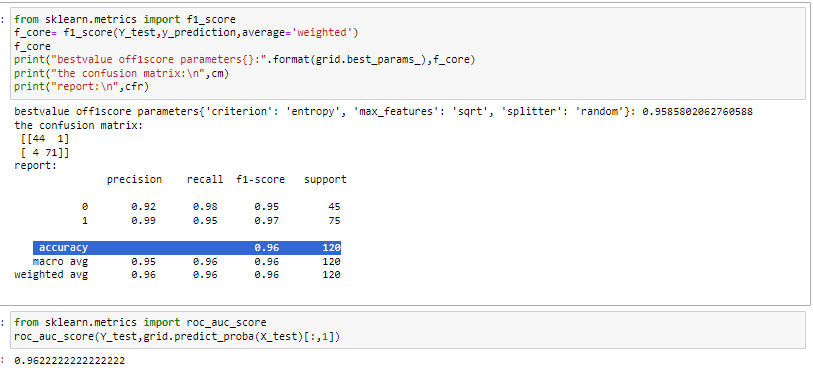 : from sklearn.metrics import f1_score
f_core= f1_score(Y_test,y_prediction,average='weighted')
f_core
print("bestvalue off1score parameters{}:".format(grid.best_params_),f_core)
print("the confusion matrix:\n",cm)
print("report:\n",cfr)
bestvalue off1score parameters{'criterion': 'entropy', 'max_features': 'sqrt', 'splitter': 'random'}: 0.9585802062760588
the confusion matrix:
[[44 1]
[ 4 71]]
report:
precision recall f1-score support
0 0.92 0.98 0.95 45
1 0.99 0.95 0.97 75
accuracy 0.96 120
macro avg 0.95 0.96 0.96 120
weighted avg 0.96 0.96 0.96 120
: from sklearn.metrics import roc_auc_score
roc_auc_score(Y_test,grid.predict_proba(X_test)[:,1])
: 0.9622222222222222